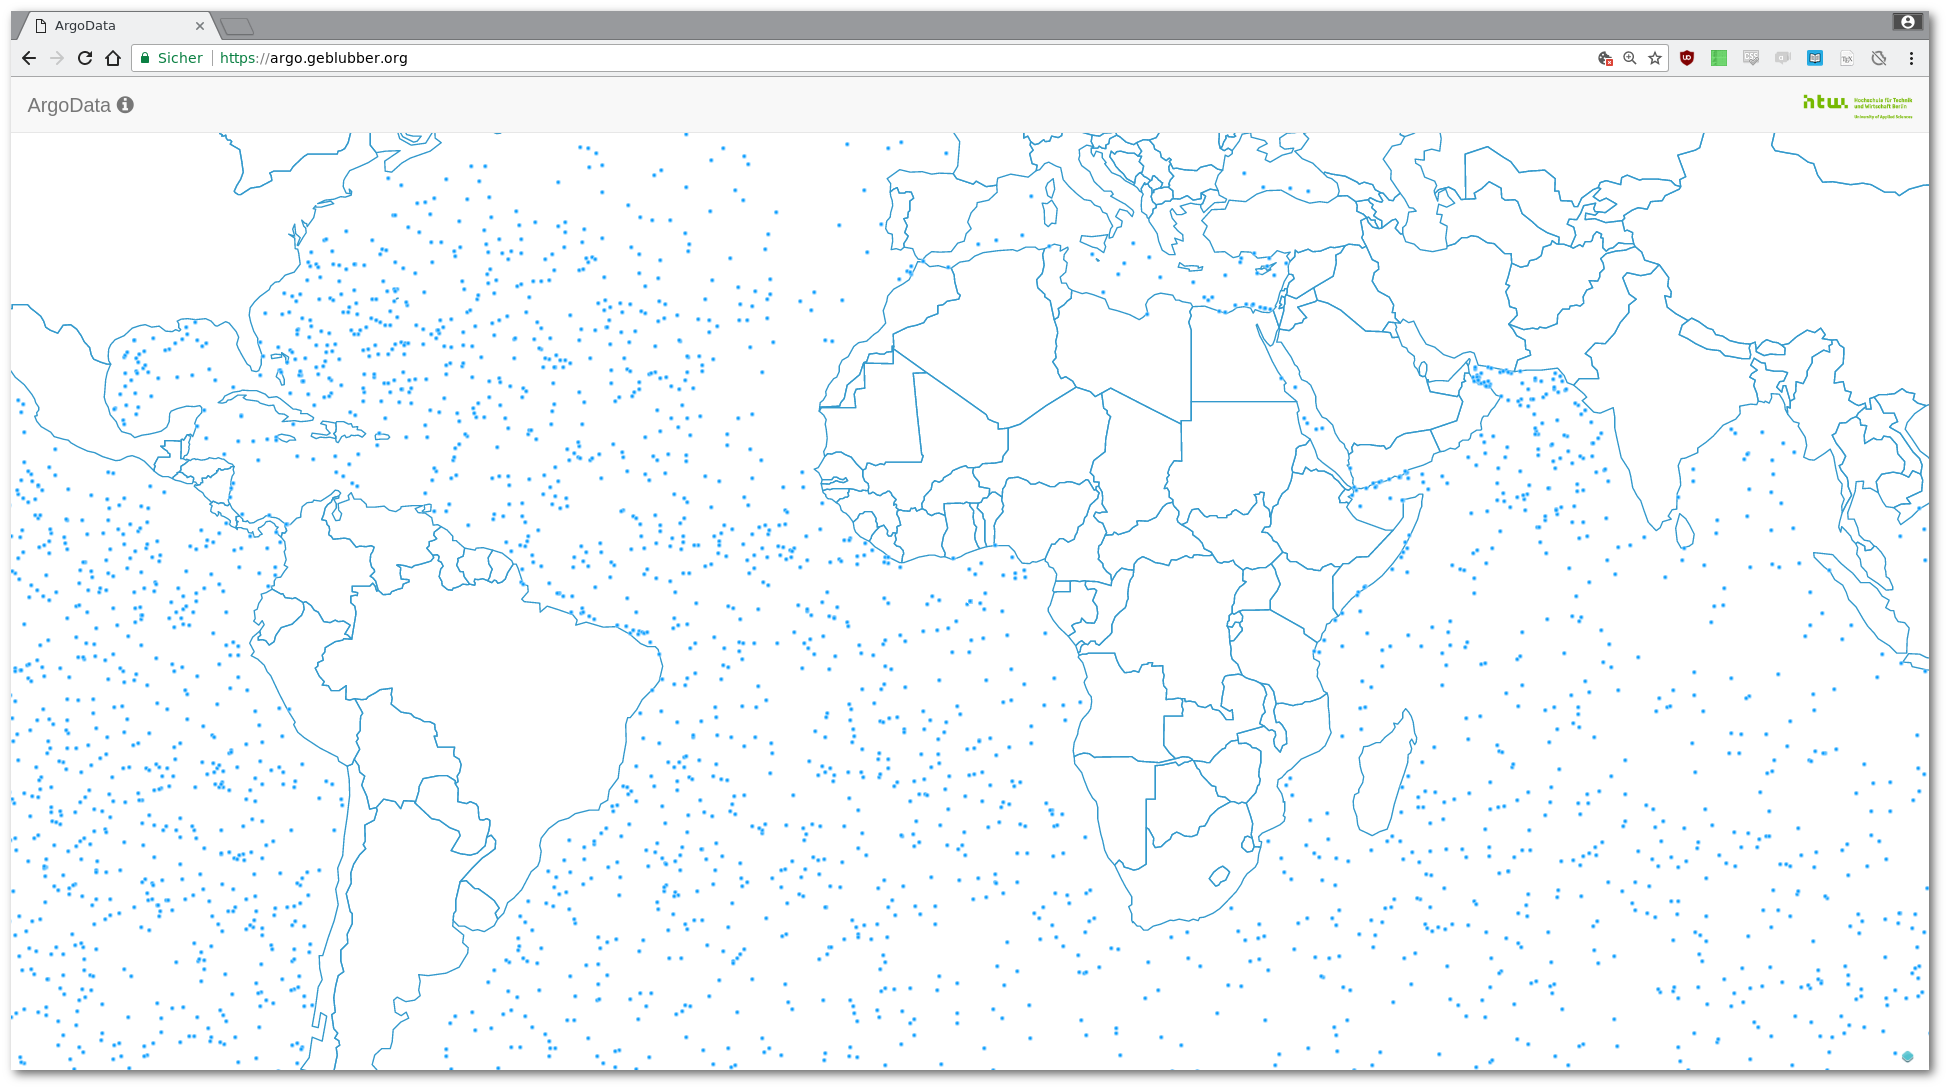 ArgoData
Sicher https://argo.geblubber.org
ArgoData
htw.
Hochschule für Technik
und Wirtschaft Berlin
University of Applied Sciences